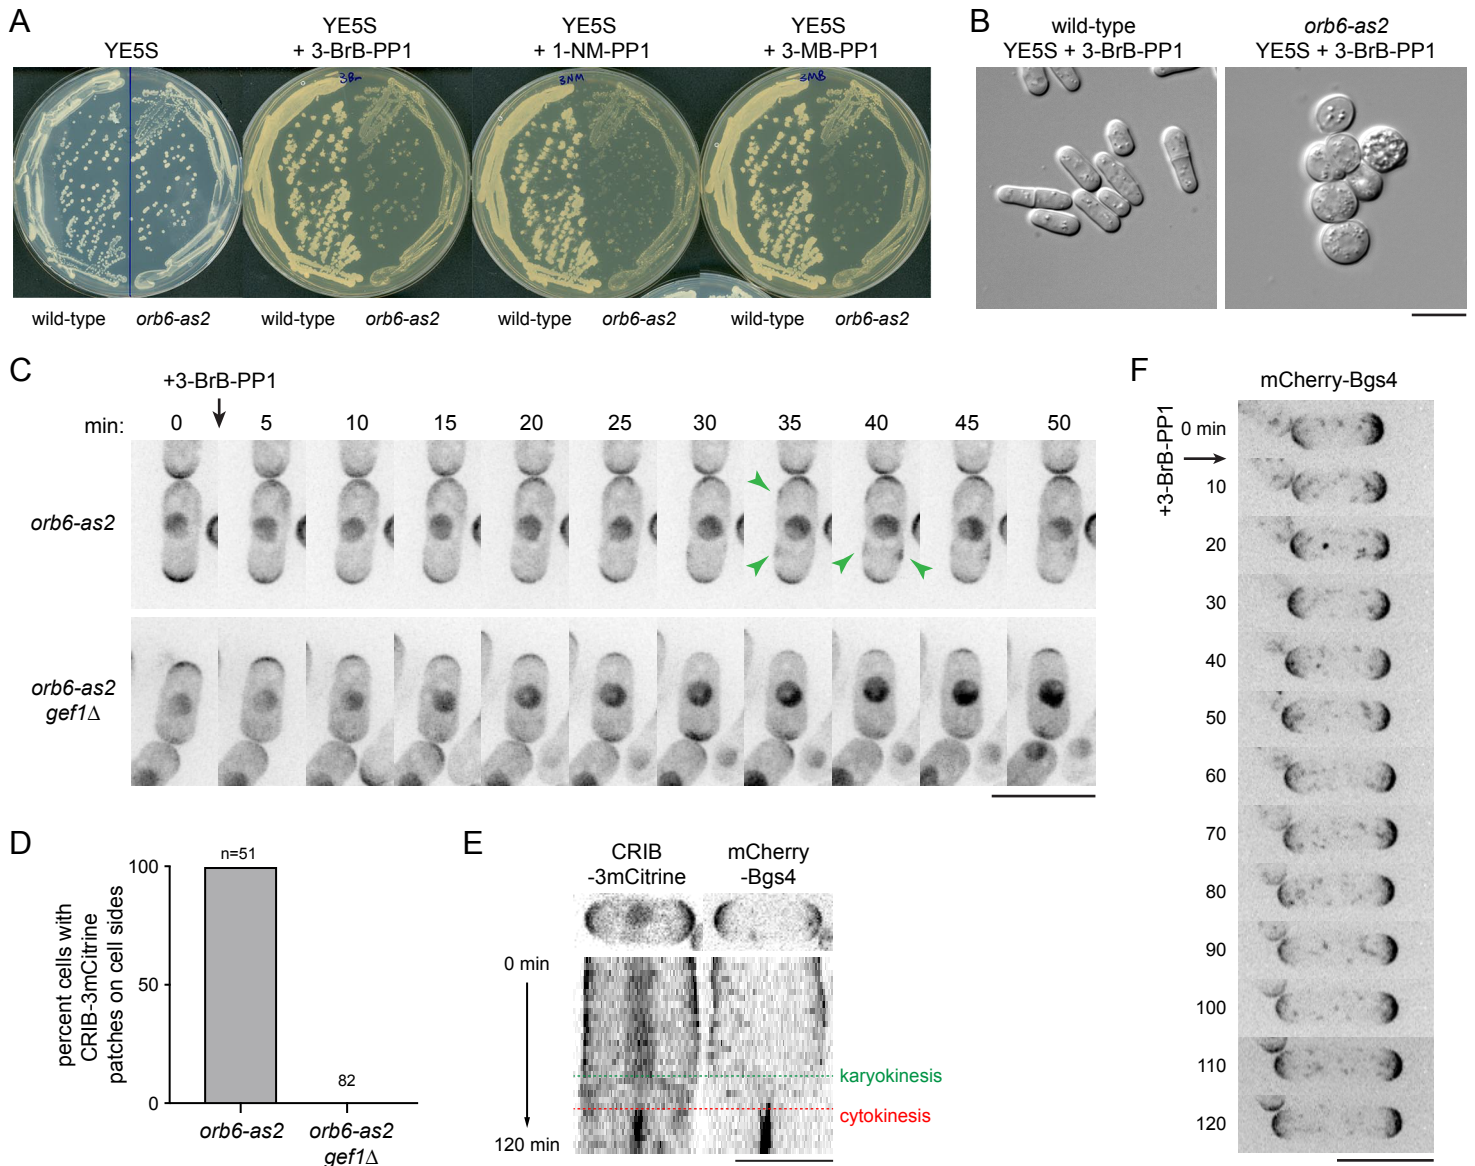 A
YE5S
YE5S
+ 3-BrB-PP1
YE5S
+ 1-NM-PP1
YE5S
+ 3-MB-PP1
3NM
3MB
wild-type
orb6-as2
wild-type
orb6-as2
wild-type
orb6-as2
wild-type
orb6-as2
B
wild-type
YE5S + 3-BrB-PP1
orb6-as2
YE5S + 3-BrB-PP1
C
+3-BrB-PP1
min: 0 5 10 15 20 25 30 35 40 45 50
orb6-as2
orb6-as2
gef1Δ
D
percent cells with
CRIB-3mCitrine
patches on cell sides
100
50
0
n=51
82
orb6-as2
orb6-as2
gef1Δ
E
CRIB
-3mCitrine
mCherry
-Bgs4
0 min
120 min
karyokinesis
cytokinesis
F
mCherry-Bgs4
+3-BrB-PP1
0 min
10
20
30
40
50
60
70
80
90
100
110
120